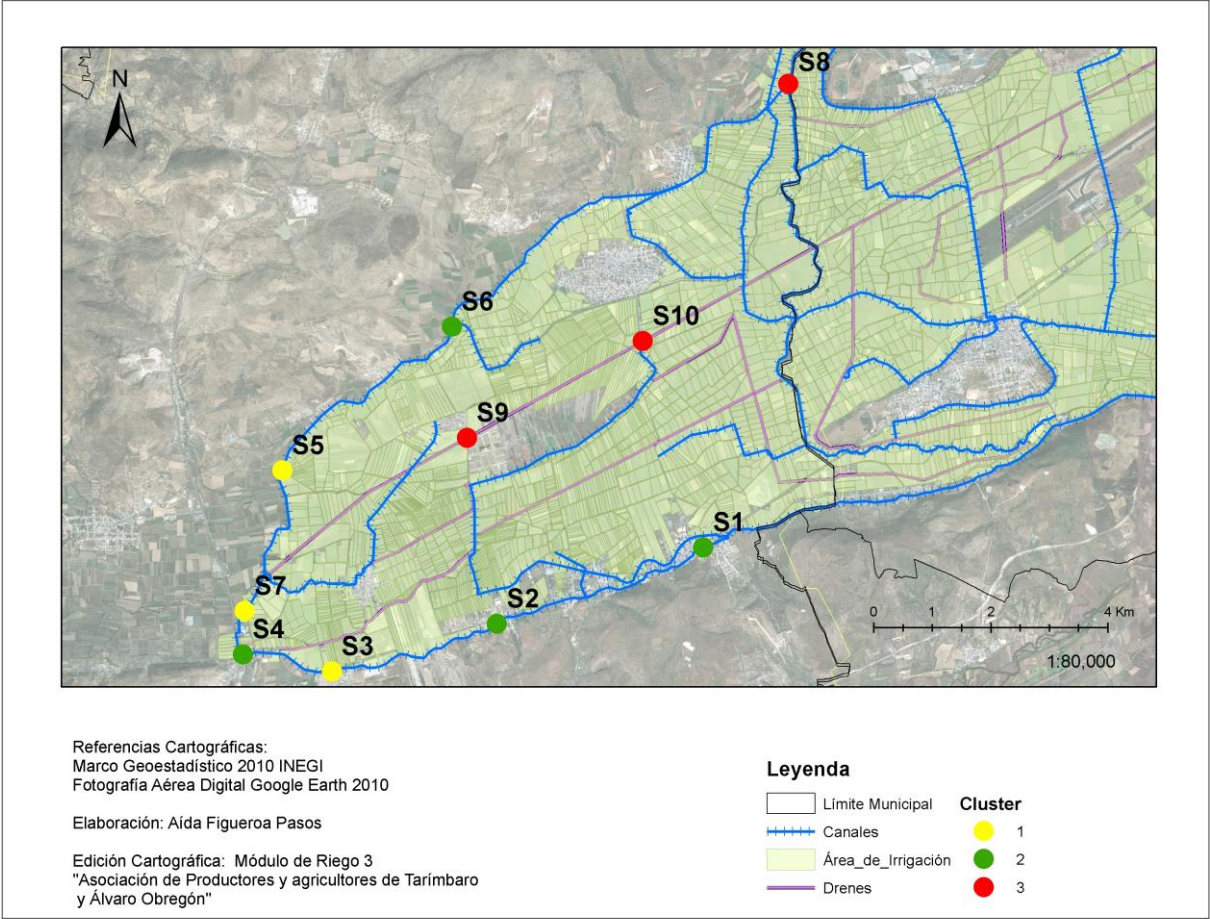 N
S8
S6
S10
S9
S5
S1
S7
S2
S4
S3
0 1 2 4 Km
1:80,000
Referencias Cartográficas:
Marco Geoestadístico 2010 INEGI
Fotografía Aérea Digital Google Earth 2010
Elaboración: Aída Figueroa Pasos
Edición Cartográfica: Módulo de Riego 3
"Asociación de Productores y agricultores de Tarímbaro
y Álvaro Obregón"
Leyenda
Límite Municipal
Canales
Área_de_Irrigación
Drenes
Cluster
1
2
3